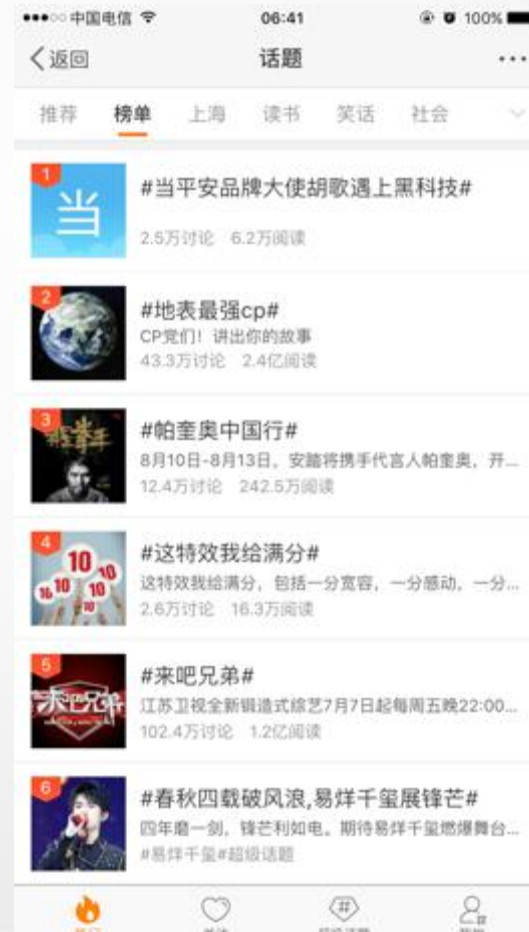 中国电信
06:41
100%
返回
话题
推荐
榜单
上海
读书
笑话
社会
1
当
#当平安品牌大使胡歌遇上黑科技#
2.5万讨论 6.2万阅读
2
#地表最强cp#
CP党们!讲出你的故事
43.3万讨论 2.4亿阅读
3
#帕奎奥中国行#
8月10日-8月13日,安踏将携手代言人帕奎奥,开...
12.4万讨论 242.5万阅读
4
10
10
10
10
10
#这特效我给满分#
这特效我给满分,包括一分宽容,一分感动,一分...
2.6万讨论 16.3万阅读
5
来吧兄弟
#来吧兄弟#
江苏卫视全新锻造式综艺7月7日起每周五晚22:00...
102.4万讨论 1.2亿阅读
6
#春秋四载破风浪,易烊千玺展锋芒#
四年磨一剑,锋芒利如电。期待易烊千玺燃爆舞台...
#易烊千玺#超级话题